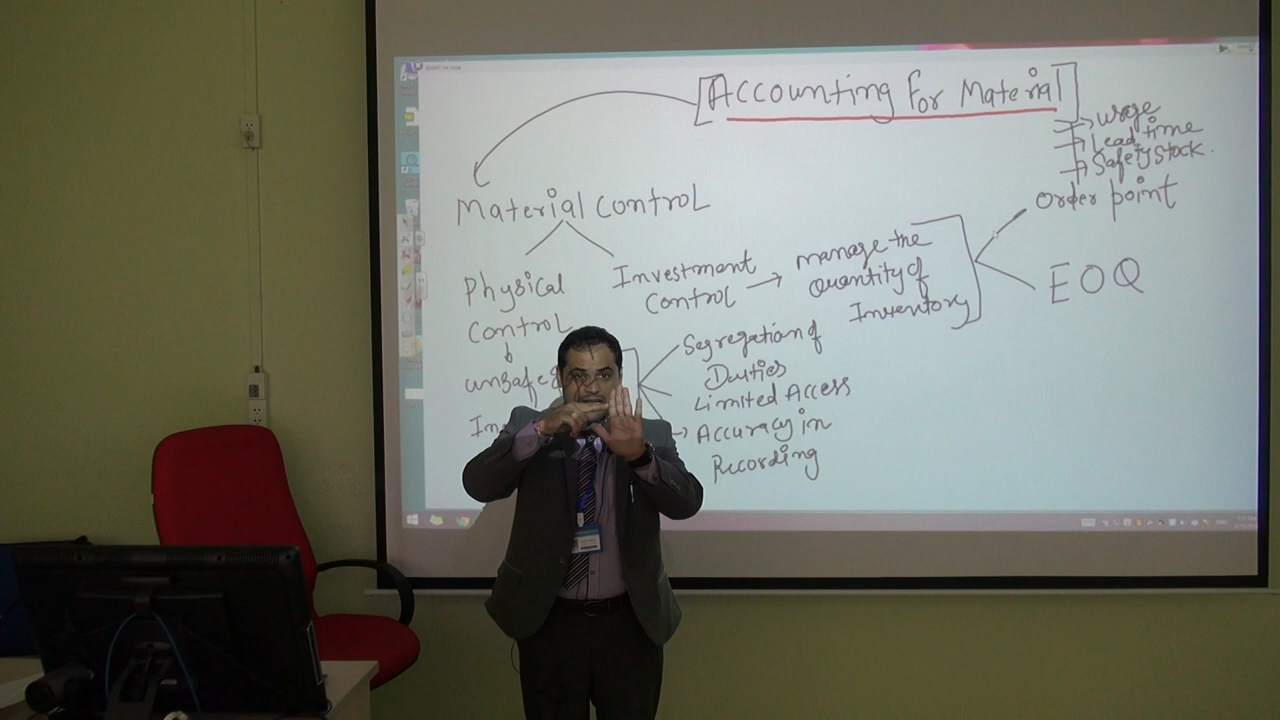 Accounting For Material
usage
Lead time
Safety Stock.
Order point
Material Control
Physical
Control
Investment
Control
manage the
Quantity of
Inventory
EOQ
Segregation of
Duties
Limited Access
Accuracy in
Recording